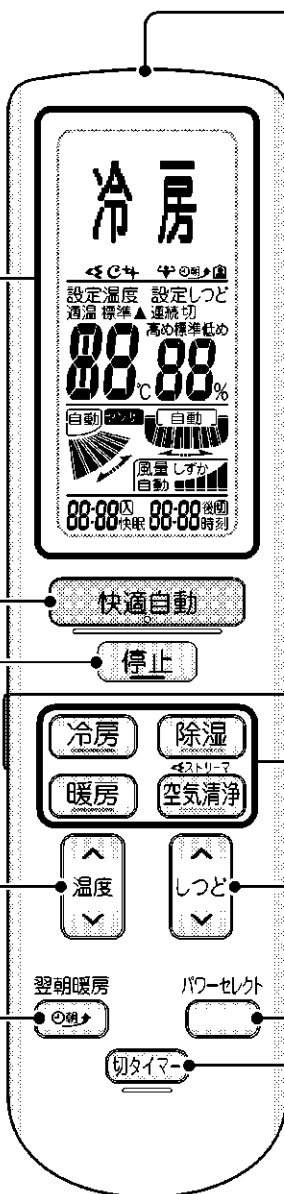 冷房
設定温度 設定しつど
適温 標準▲ 連続 切
高め標準低め
88℃ 88%
自動 自動
風量 しずか
自動
88:88 入 快眠 88:88 後 時刻
快適自動
停止
冷房 除湿
ストリーマ
暖房 空気清浄
温度 しつど
翌朝暖房 パワーセレクト
朝
切タイマー